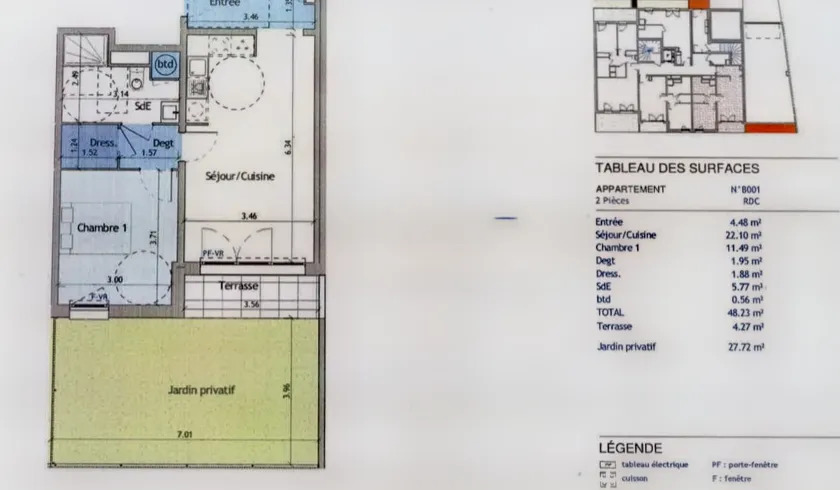 Entrée
3.46
1.35
btd
2.49
3.14
SdE
1.24
Dress.
1.52
Degt
1.57
6.34
Séjour/Cuisine
3.46
Chambre 1
3.71
3.00
PF-VR
F-VR
Terrasse
3.56
Jardin privatif
3.96
7.01
TABLEAU DES SURFACES
APPARTEMENT N°B001
2 Pièces RDC
Entrée 4.48 m²
Séjour/Cuisine 22.10 m²
Chambre 1 11.49 m²
Degt 1.95 m²
Dress. 1.88 m²
SdE 5.77 m²
btd 0.56 m²
TOTAL 48.23 m²
Terrasse 4.27 m²
Jardin privatif 27.72 m²
LÉGENDE
tableau électrique PF : porte-fenêtre
cuisson F : fenêtre